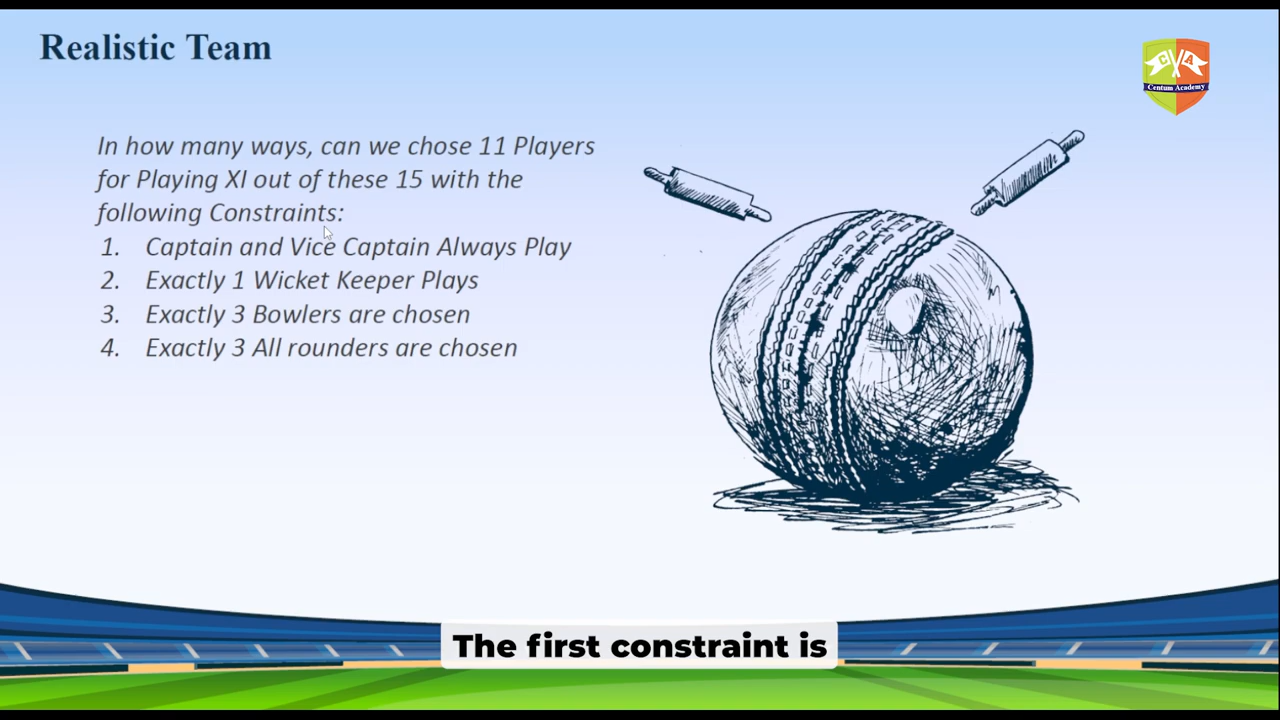 Realistic Team
C A
Centum Academy
In how many ways, can we chose 11 Players
for Playing XI out of these 15 with the
following Constraints:
1. Captain and Vice Captain Always Play
2. Exactly 1 Wicket Keeper Plays
3. Exactly 3 Bowlers are chosen
4. Exactly 3 All rounders are chosen
The first constraint is